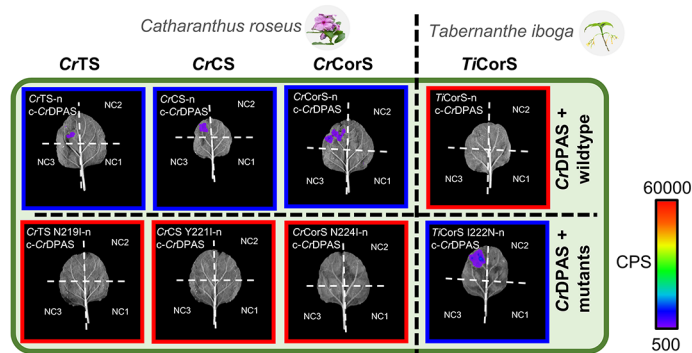 Catharanthus roseus
Tabernanthe iboga
CrTS
CrCS
CrCorS
TiCorS
CrTS-n
c-CrDPAS
NC2
NC3
NC1
CrCS-n
c-CrDPAS
NC2
NC3
NC1
CrCorS-n
c-CrDPAS
NC2
NC3
NC1
TiCorS-n
c-CrDPAS
NC2
NC3
NC1
CrDPAS +
wildtype
CrTS N219I-n
c-CrDPAS
NC2
NC3
NC1
CrCS Y221I-n
c-CrDPAS
NC2
NC3
NC1
CrCorS N224I-n
c-CrDPAS
NC2
NC3
NC1
TiCorS I222N-n
c-CrDPAS
NC2
NC3
NC1
CrDPAS +
mutants
60000
CPS
500